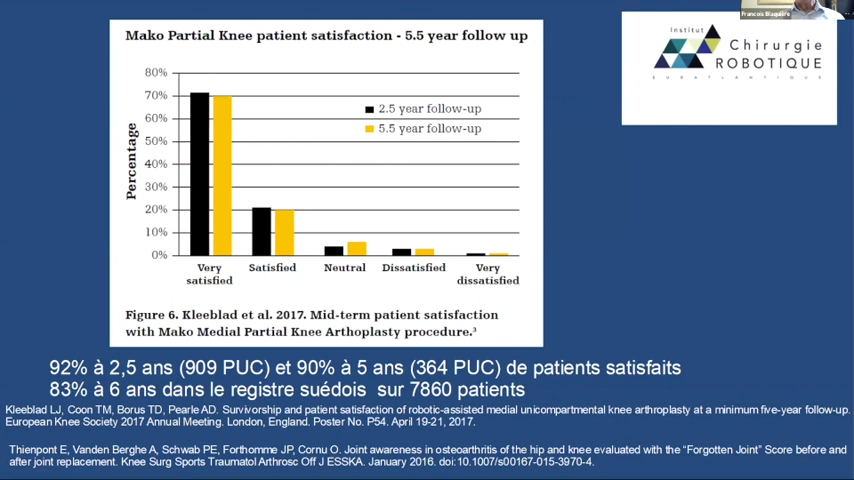 Francois Blaquière
Mako Partial Knee patient satisfaction - 5.5 year follow up
Institut
Chirurgie
ROBOTIQUE
EURATLANTIQUE
80%
70%
60%
50%
40%
30%
20%
10%
0%
Percentage
2.5 year follow-up
5.5 year follow-up
Very satisfied
Satisfied
Neutral
Dissatisfied
Very dissatisfied
Figure 6. Kleeblad et al. 2017. Mid-term patient satisfaction
with Mako Medial Partial Knee Arthoplasty procedure.³
92% à 2,5 ans (909 PUC) et 90% à 5 ans (364 PUC) de patients satisfaits
83% à 6 ans dans le registre suédois sur 7860 patients
Kleeblad LJ, Coon TM, Borus TD, Pearle AD. Survivorship and patient satisfaction of robotic-assisted medial unicompartmental knee arthroplasty at a minimum five-year follow-up.
European Knee Society 2017 Annual Meeting. London, England. Poster No. P54. April 19-21, 2017.
Thienpont E, Vanden Berghe A, Schwab PE, Forthomme JP, Cornu O. Joint awareness in osteoarthritis of the hip and knee evaluated with the "Forgotten Joint" Score before and
after joint replacement. Knee Surg Sports Traumatol Arthrosc Off J ESSKA. January 2016. doi:10.1007/s00167-015-3970-4.